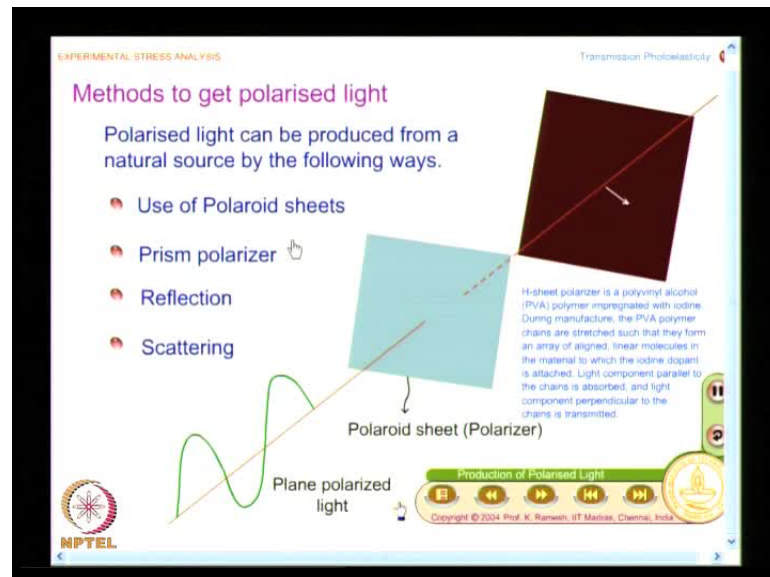 EXPERIMENTAL STRESS ANALYSIS
Transmission Photoelasticity
Methods to get polarised light
Polarised light can be produced from a
natural source by the following ways.
Use of Polaroid sheets
Prism polarizer
Reflection
Scattering
H-sheet polarizer is a polyvinyl alcohol
(PVA) polymer impregnated with iodine.
During manufacture, the PVA polymer
chains are stretched such that they form
an array of aligned, linear molecules in
the material to which the iodine dopant
is attached. Light component parallel to
the chains is absorbed, and light
component perpendicular to the
chains is transmitted.
Polaroid sheet (Polarizer)
Plane polarized
light
Production of Polarised Light
Copyright © 2004 Prof. K. Ramesh, IIT Madras, Chennai, India
NPTEL